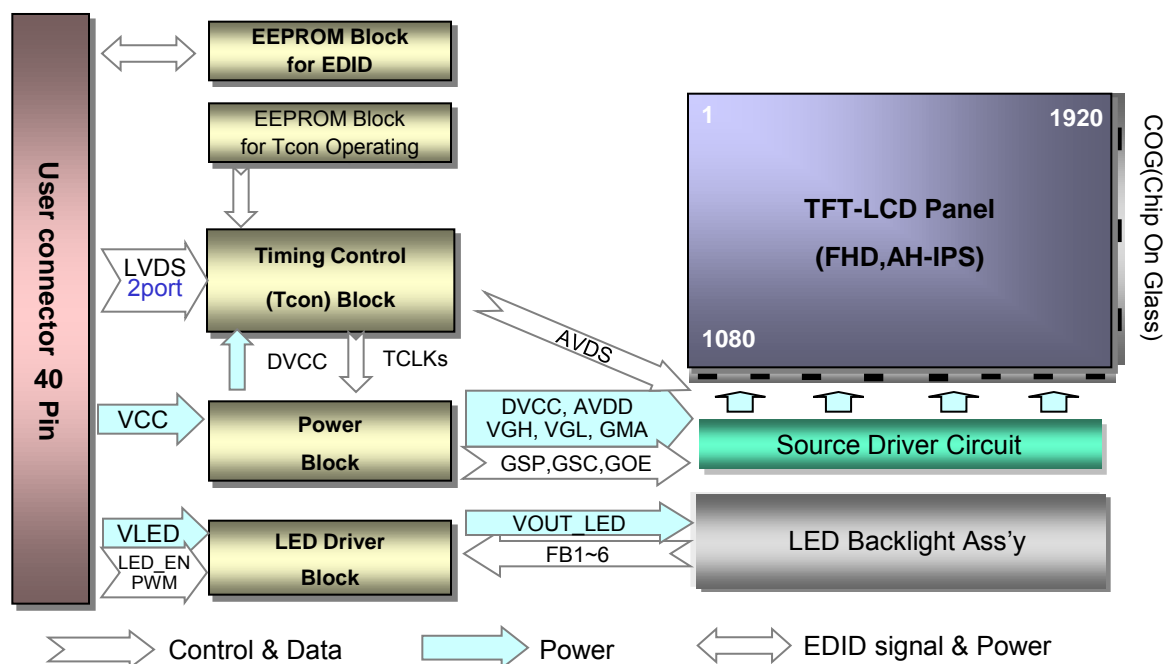 User connector 40 Pin
EEPROM Block
for EDID
EEPROM Block
for Tcon Operating
LVDS
2port
Timing Control
(Tcon) Block
DVCC
TCLKs
AVDS
VCC
Power
Block
DVCC, AVDD
VGH, VGL, GMA
GSP,GSC,GOE
VLED
LED_EN
PWM
LED Driver
Block
VOUT_LED
FB1~6
1
1920
TFT-LCD Panel
(FHD,AH-IPS)
1080
COG(Chip On Glass)
Source Driver Circuit
LED Backlight Ass’y
Control & Data
Power
EDID signal & Power